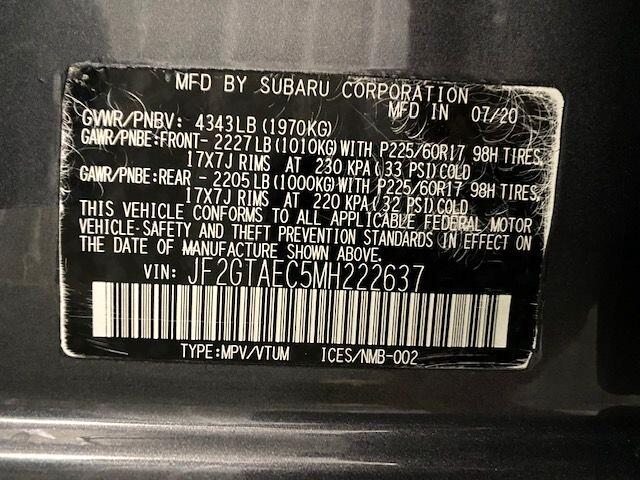 MFD BY SUBARU CORPORATION
MFD IN 07/20
GVWR/PNBV: 4343LB (1970KG)
GAWR/PNBE:FRONT- 2227LB (1010KG) WITH P225/60R17 98H TIRES,
17X7J RIMS AT 230 KPA (33 PSI) COLD
GAWR/PNBE:REAR - 2205LB (1000KG) WITH P225/60R17 98H TIRES,
17X7J RIMS AT 220 KPA (32 PSI) COLD
THIS VEHICLE CONFORMS TO ALL APPLICABLE FEDERAL MOTOR
VEHICLE-SAFETY AND THEFT PREVENTION STANDARDS IN EFFECT ON
THE DATE OF MANUFACTURE SHOWN ABOVE.
VIN: JF2GTAEC5MH222637
TYPE:MPV/VTUM ICES/NMB-002